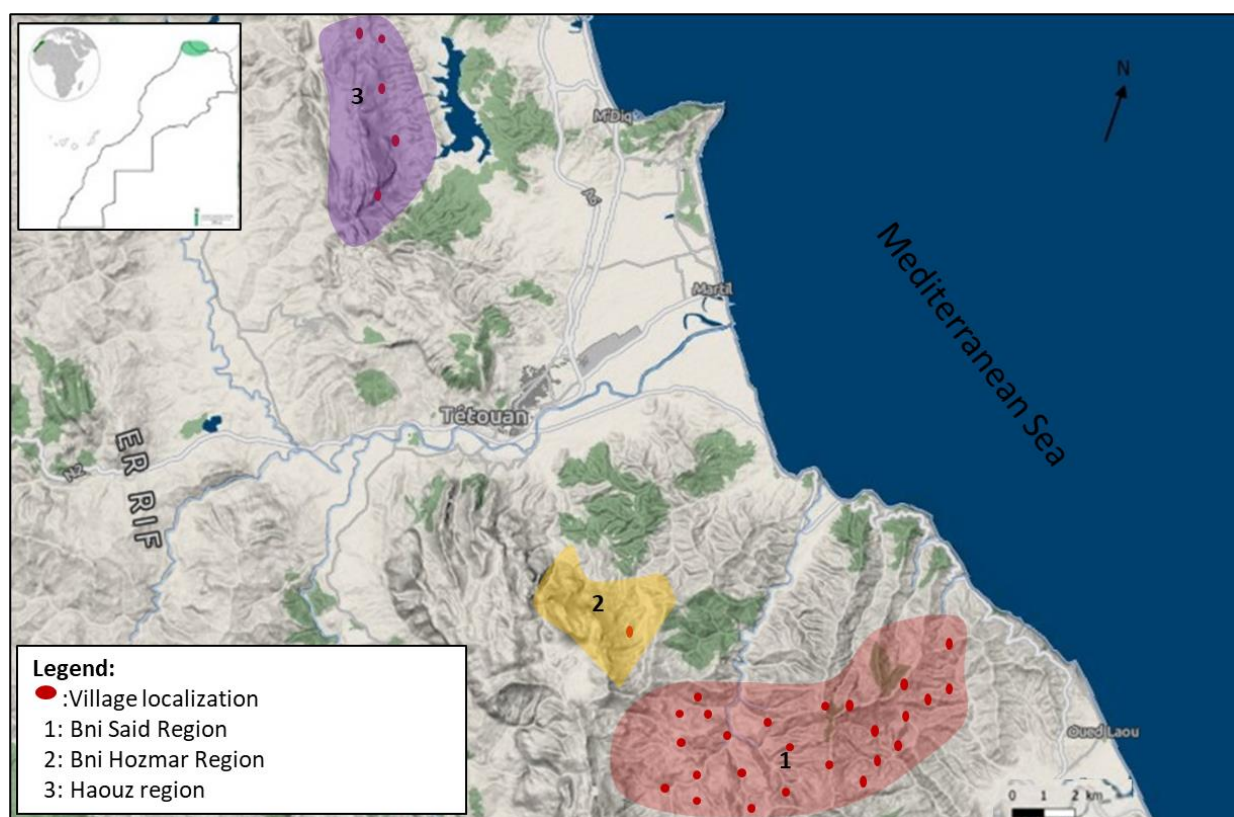 N
3
M'Diq
Mediterranean Sea
Martil
Tétouan
N2
ER RIF
2
Legend:
:Village localization
1: Bni Said Region
2: Bni Hozmar Region
3: Haouz region
1
Oued Laou
0 1 2 km